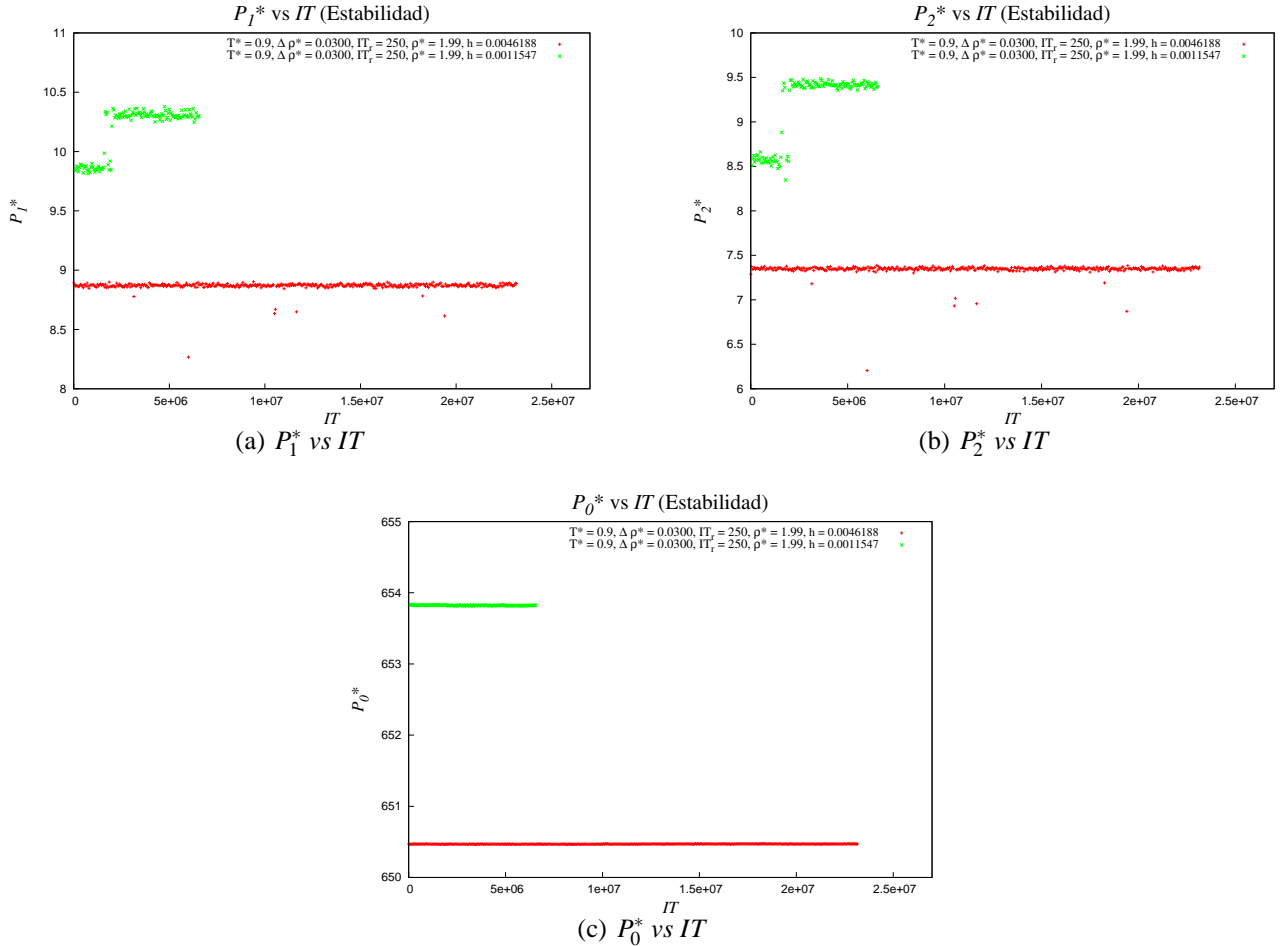 P1* vs IT (Estabilidad)
T* = 0.9, Δ ρ* = 0.0300, ITr = 250, ρ* = 1.99, h = 0.0046188
T* = 0.9, Δ ρ* = 0.0300, ITr = 250, ρ* = 1.99, h = 0.0011547
11
10.5
10
9.5
9
8.5
8
P1*
0 5e+06 1e+07 1.5e+07 2e+07 2.5e+07
IT
(a) P1* vs IT
P2* vs IT (Estabilidad)
T* = 0.9, Δ ρ* = 0.0300, ITr = 250, ρ* = 1.99, h = 0.0046188
T* = 0.9, Δ ρ* = 0.0300, ITr = 250, ρ* = 1.99, h = 0.0011547
10
9.5
9
8.5
8
7.5
7
6.5
6
P2*
0 5e+06 1e+07 1.5e+07 2e+07 2.5e+07
IT
(b) P2* vs IT
P0* vs IT (Estabilidad)
T* = 0.9, Δ ρ* = 0.0300, ITr = 250, ρ* = 1.99, h = 0.0046188
T* = 0.9, Δ ρ* = 0.0300, ITr = 250, ρ* = 1.99, h = 0.0011547
655
654
653
652
651
650
P0*
0 5e+06 1e+07 1.5e+07 2e+07 2.5e+07
IT
(c) P0* vs IT